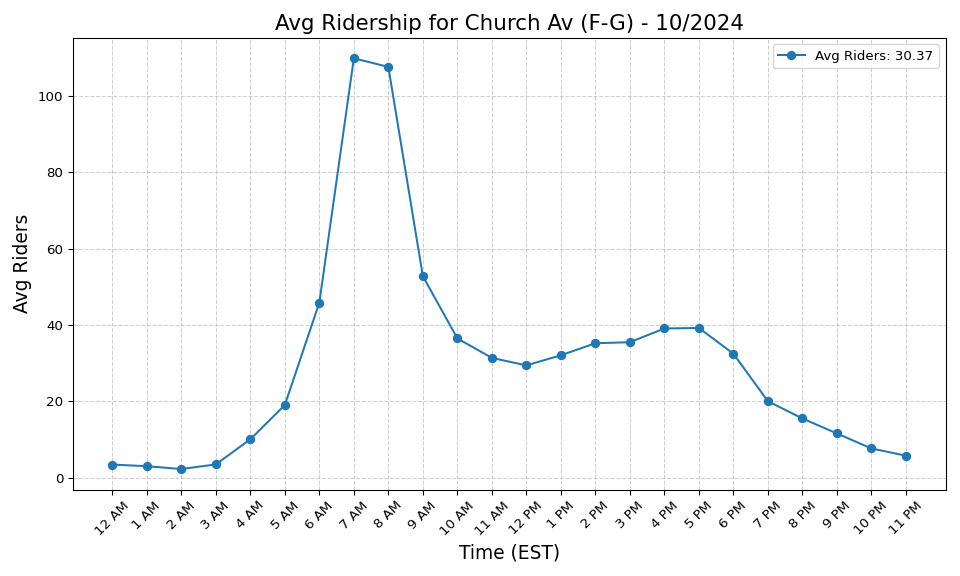 Avg Ridership for Church Av (F-G) - 10/2024
Avg Riders: 30.37
Avg Riders
100
80
60
40
20
0
12 AM
1 AM
2 AM
3 AM
4 AM
5 AM
6 AM
7 AM
8 AM
9 AM
10 AM
11 AM
12 PM
1 PM
2 PM
3 PM
4 PM
5 PM
6 PM
7 PM
8 PM
9 PM
10 PM
11 PM
Time (EST)